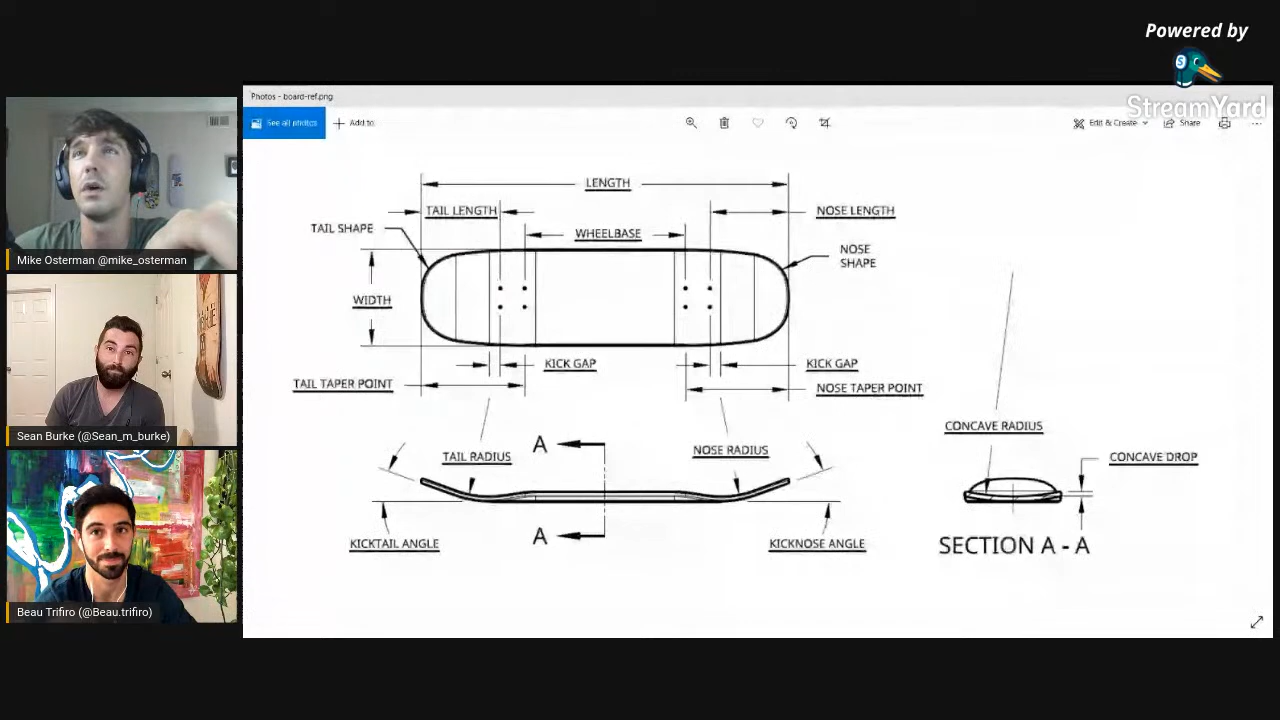 Powered by
StreamYard
Photos - board-ref.png
See all photos
Add to
Edit & Create
Share
LENGTH
TAIL LENGTH
NOSE LENGTH
TAIL SHAPE
WHEELBASE
NOSE
SHAPE
WIDTH
KICK GAP
KICK GAP
TAIL TAPER POINT
NOSE TAPER POINT
CONCAVE RADIUS
A
TAIL RADIUS
NOSE RADIUS
CONCAVE DROP
A
KICKTAIL ANGLE
KICKNOSE ANGLE
SECTION A - A
Mike Osterman @mike_osterman
Sean Burke (@Sean_m_burke)
Beau Trifiro (@Beau.trifiro)